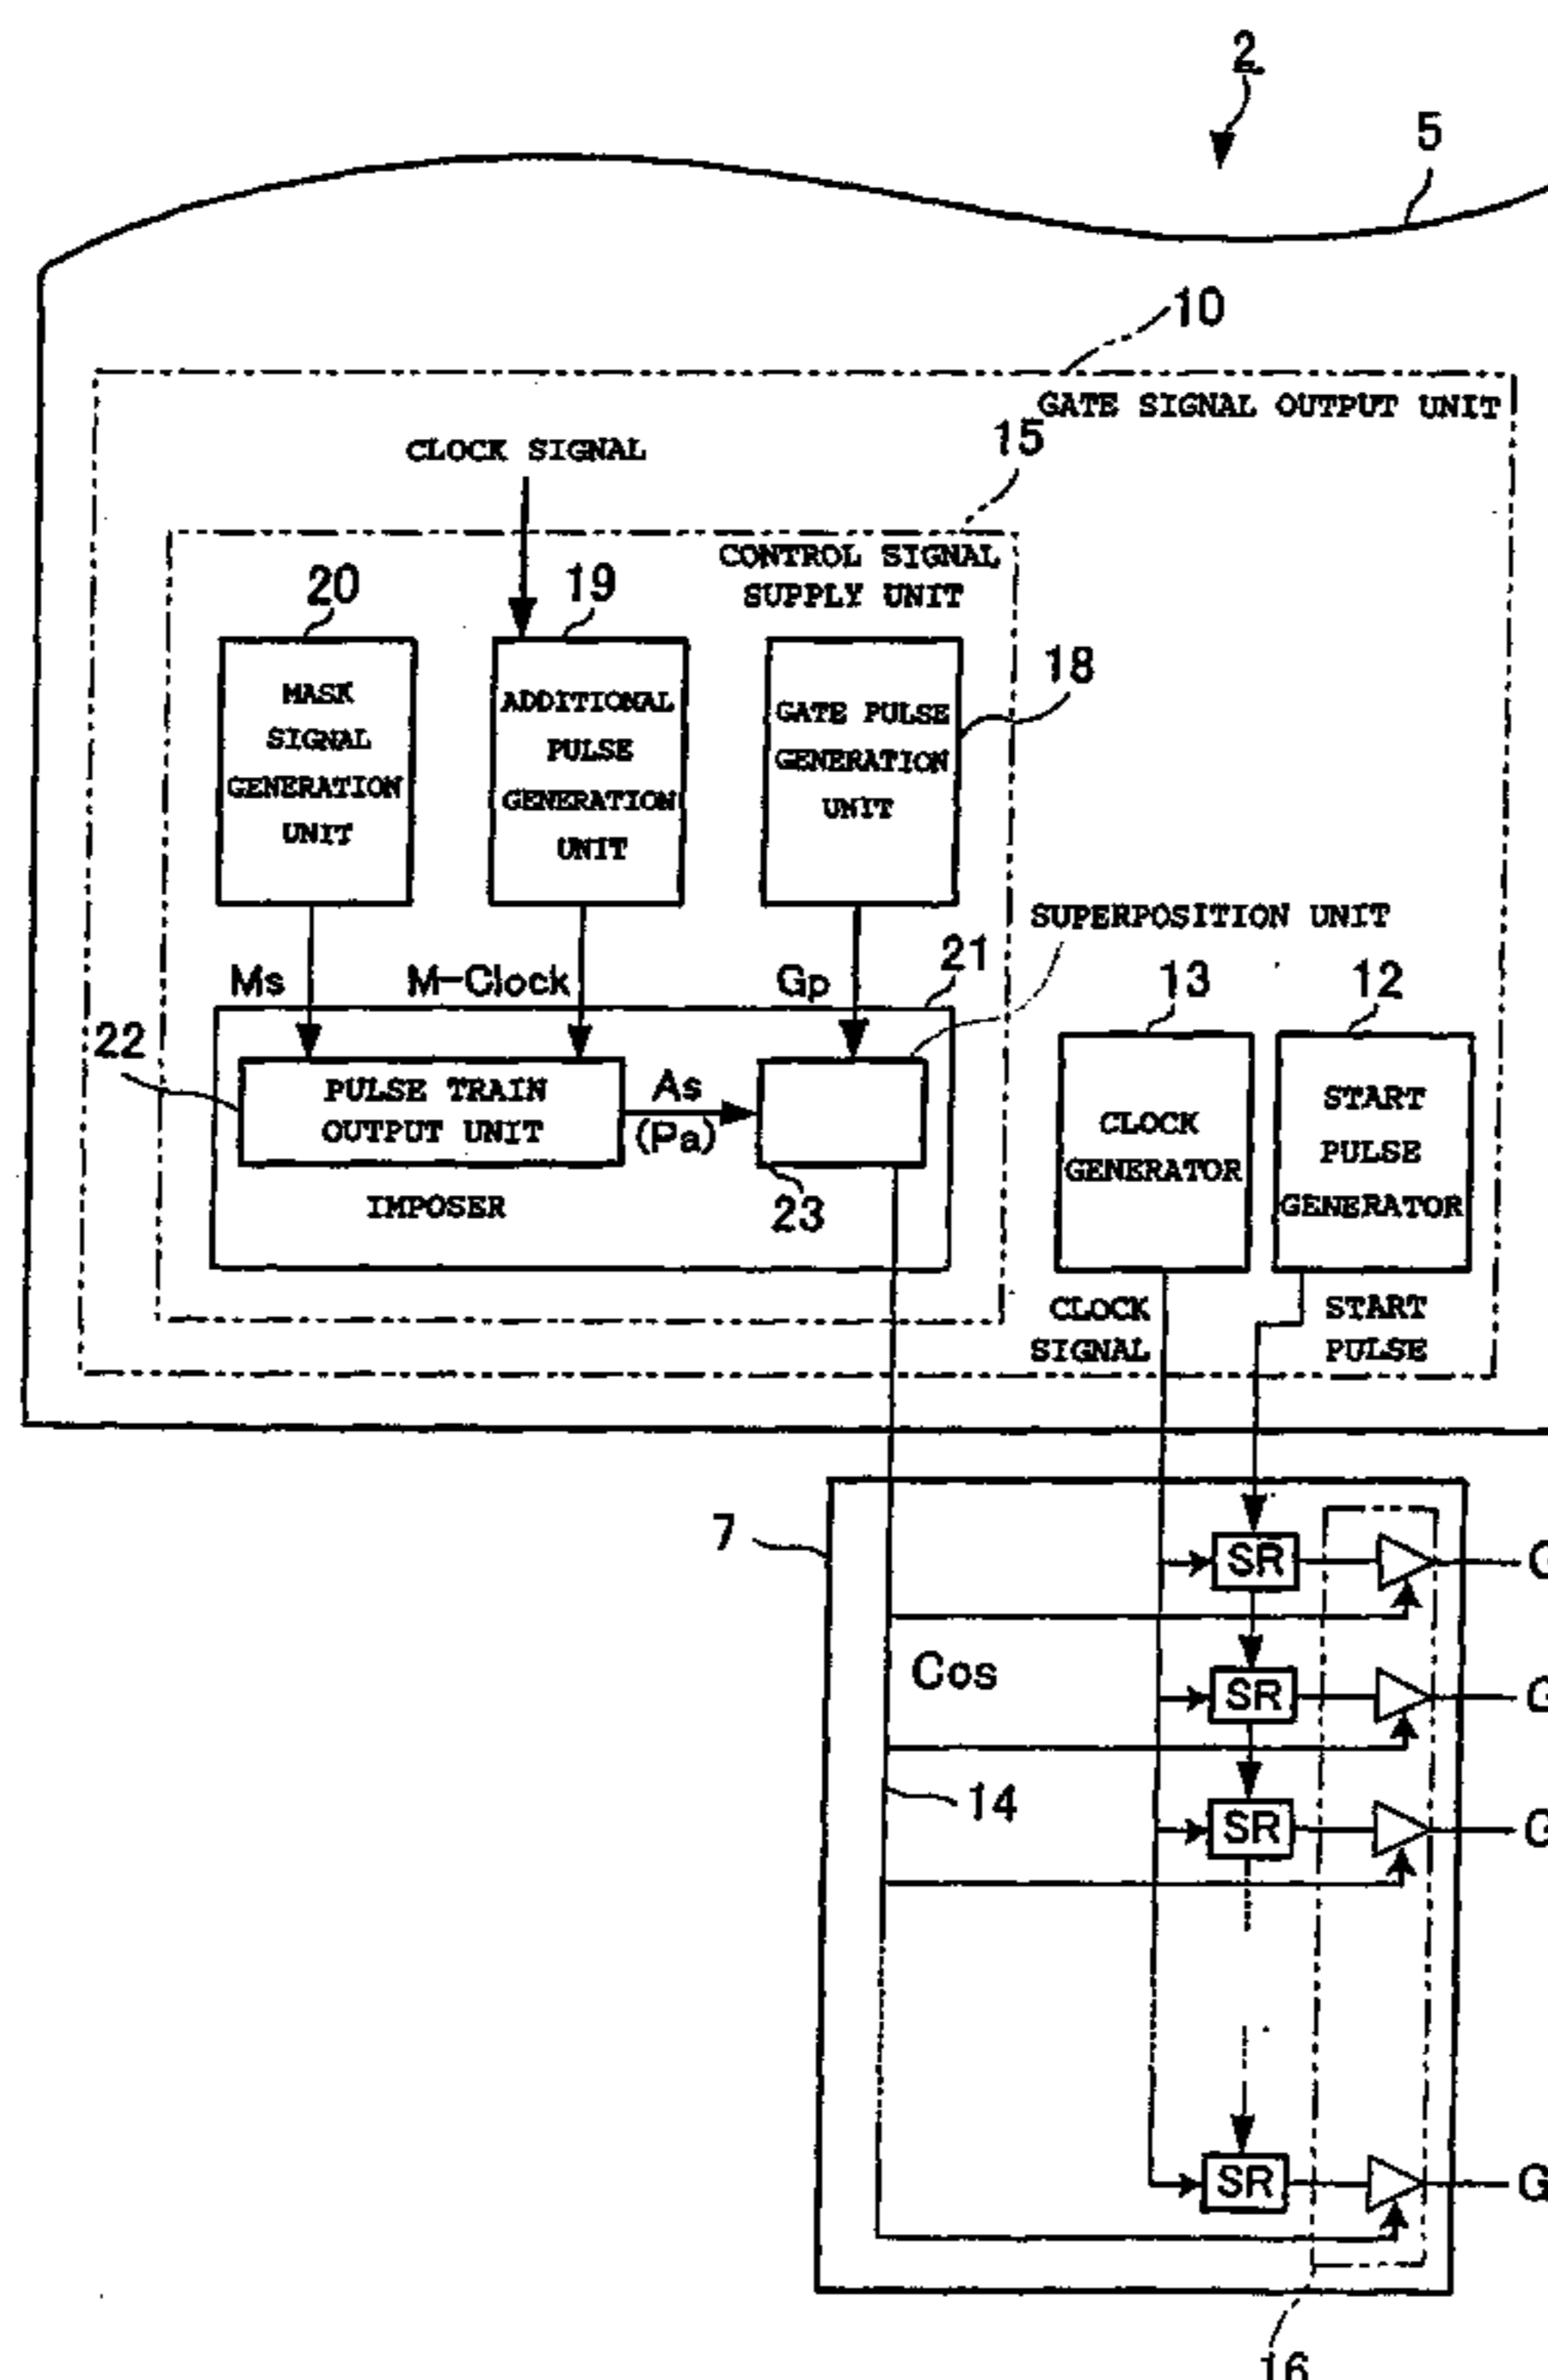 2
5
10
GATE SIGNAL OUTPUT UNIT
CLOCK SIGNAL
15
CONTROL SIGNAL
SUPPLY UNIT
20
19
18
MASK
SIGNAL
GENERATION
UNIT
ADDITIONAL
PULSE
GENERATION
UNIT
GATE PULSE
GENERATION
UNIT
SUPERPOSITION UNIT
Ms
M-Clock
Gp
21
13
12
22
PULSE TRAIN
OUTPUT UNIT
As
(Pa)
IMPOSER
23
CLOCK
GENERATOR
START
PULSE
GENERATOR
CLOCK
SIGNAL
START
PULSE
7
SR
G
Cos
SR
G
14
SR
G
SR
G
16